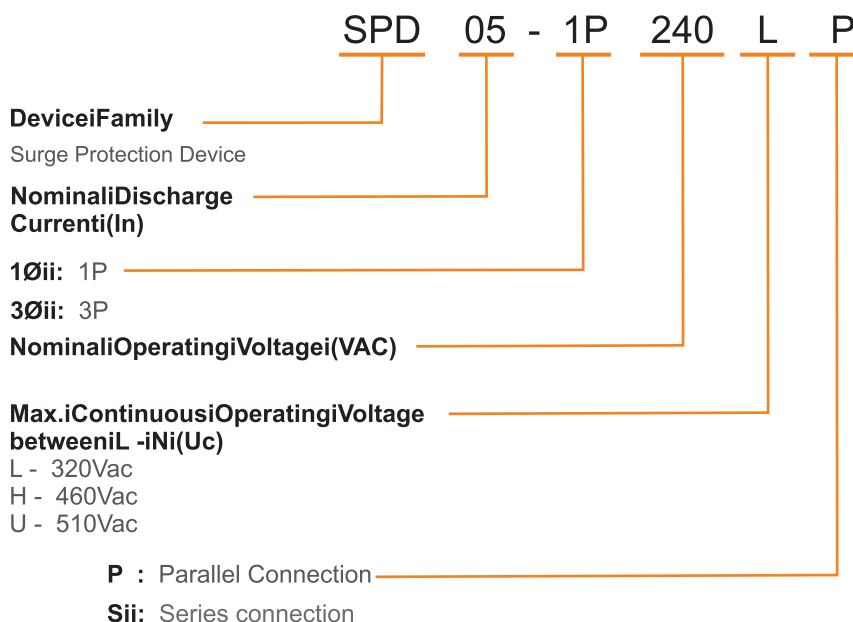 SPD 05 - 1P 240 L P
DeviceiFamily
Surge Protection Device
NominaliDischarge
Currenti(In)
1Øii: 1P
3Øii: 3P
NominaliOperatingiVoltagei(VAC)
Max.iContinuousiOperatingiVoltage
betweeniL -iNi(Uc)
L - 320Vac
H - 460Vac
U - 510Vac
P : Parallel Connection
Sii: Series connection